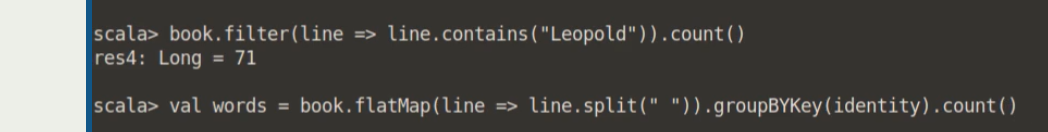 scala> book.filter(line => line.contains("Leopold")).count()
res4: Long = 71
scala> val words = book.flatMap(line => line.split(" ")).groupBYKey(identity).count()